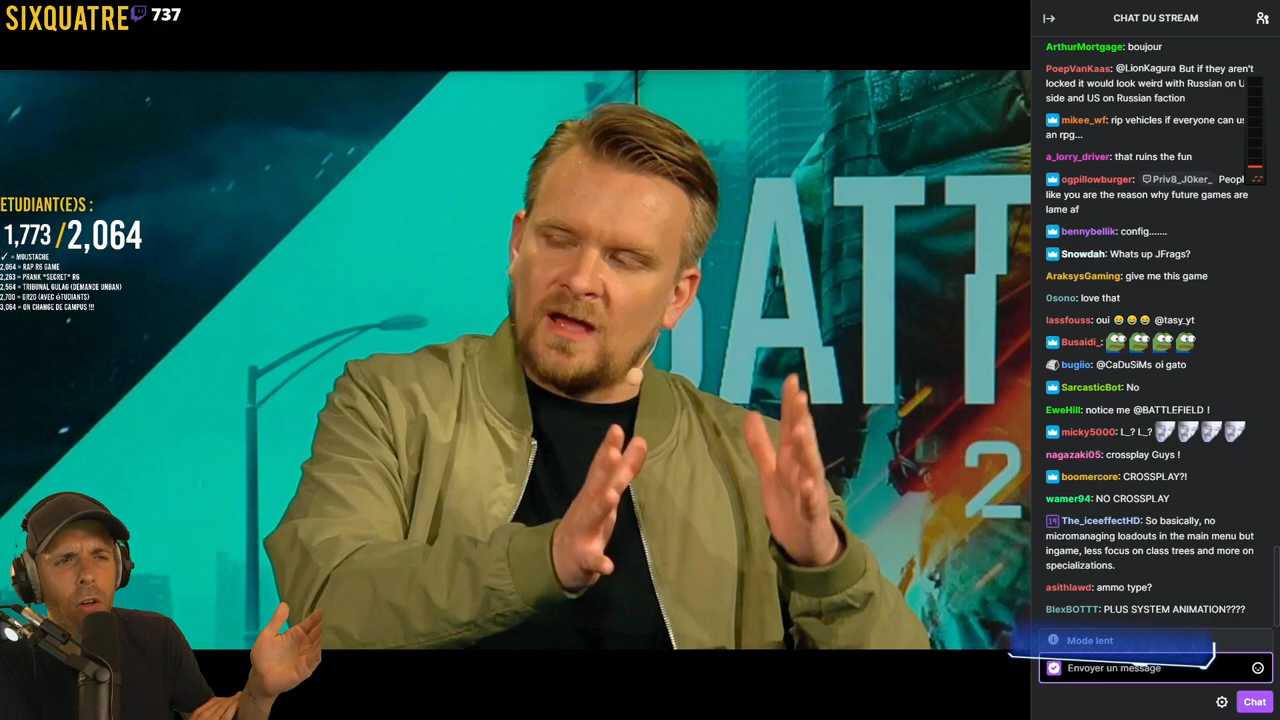 SIXQUATRE 737
ETUDIANT(E)S :
1,773 / 2,064
✓ = MOUSTACHE
2,064 = RAP R6 GAME
2,263 = PRANK *SECRET* R6
2,564 = TRIBUNAL GULAG (DEMANDE UNBAN)
2,700 = GR20 (AVEC ÉTUDIANTS)
3,064 = ON CHANGE DE CAMPUS !!!
BATT
2
CHAT DU STREAM
ArthurMortgage: boujour
PoepVanKaas: @LionKagura But if they aren't
locked it would look weird with Russian on U
side and US on Russian faction
mikee_wf: rip vehicles if everyone can us
an rpg...
a_lorry_driver: that ruins the fun
ogpillowburger: Priv8_J0ker_ Peopl
like you are the reason why future games are
lame af
bennybellik: config.......
Snowdah: Whats up JFrags?
AraksysGaming: give me this game
0sono: love that
lassfouss: oui 😅 😅 😅 @tasy_yt
Busaidi_:
bugiio: @CaDuSiMs oi gato
SarcasticBot: No
EweHill: notice me @BATTLEFIELD !
micky5000: I_? I_?
nagazaki05: crossplay Guys !
boomercore: CROSSPLAY?!
wamer94: NO CROSSPLAY
The_iceeffectHD: So basically, no
micromanaging loadouts in the main menu but
ingame, less focus on class trees and more on
specializations.
asithlawd: ammo type?
BlexBOTTT: PLUS SYSTEM ANIMATION????
Mode lent
Envoyer un message
Chat